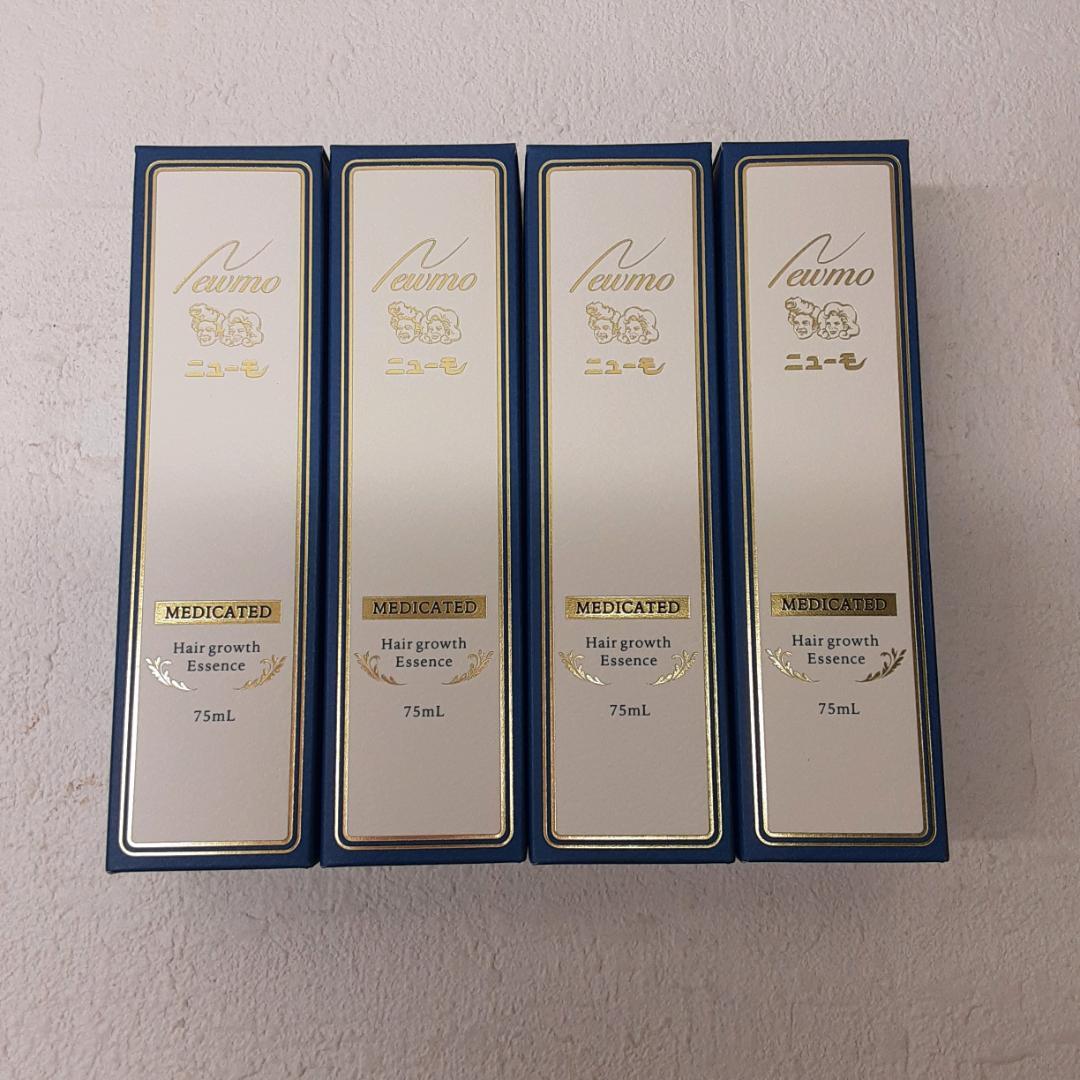 Newmo
ニューモ
MEDICATED
Hair growth
Essence
75mL
Newmo
ニューモ
MEDICATED
Hair growth
Essence
75mL
Newmo
ニューモ
MEDICATED
Hair growth
Essence
75mL
Newmo
ニューモ
MEDICATED
Hair growth
Essence
75mL